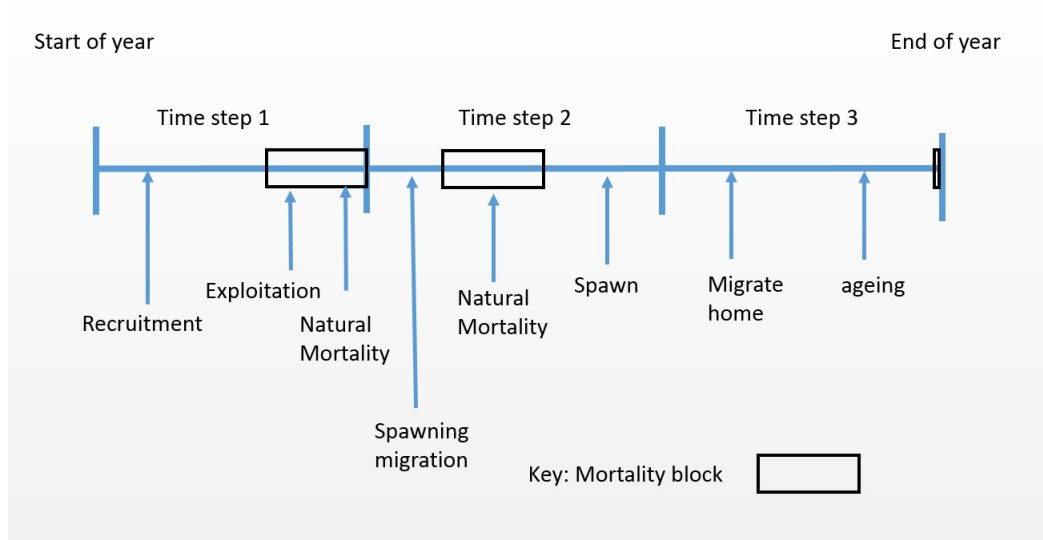 Start of year
End of year
Time step 1
Time step 2
Time step 3
Recruitment
Exploitation
Natural
Mortality
Spawning
migration
Natural
Mortality
Spawn
Migrate
home
ageing
Key: Mortality block